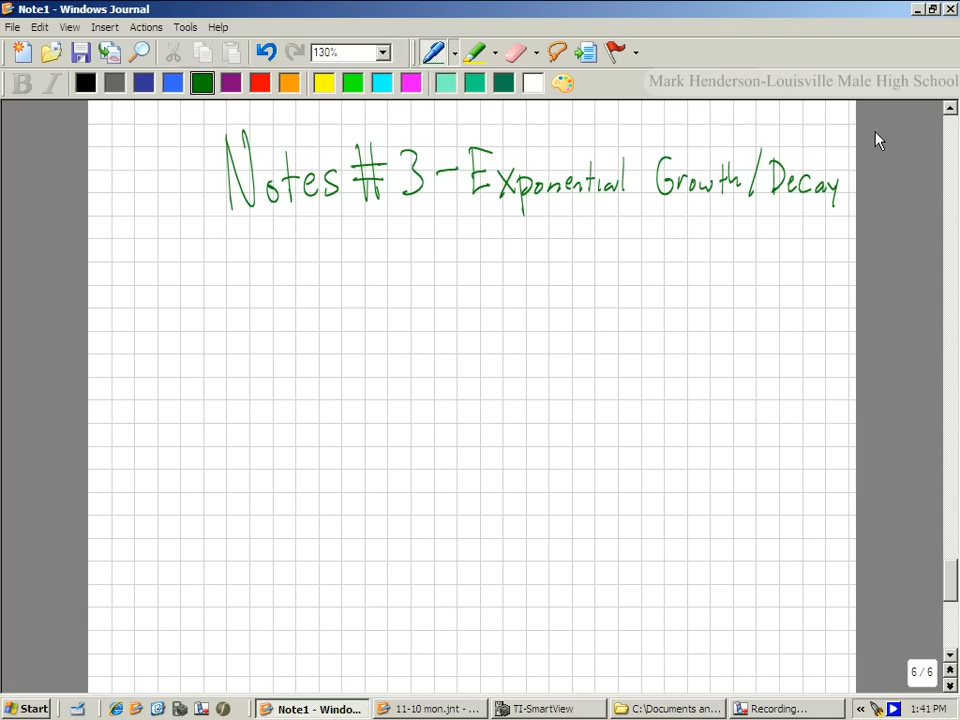 Note1 - Windows Journal
File Edit View Insert Actions Tools Help
130%
B I
Mark Henderson-Louisville Male High School
Notes # 3 - Exponential Growth/Decay
6 / 6
Start
Note1 - Windo...
11-10 mon.jnt - ...
TI-SmartView
C:\Documents an...
Recording...
«
1:41 PM